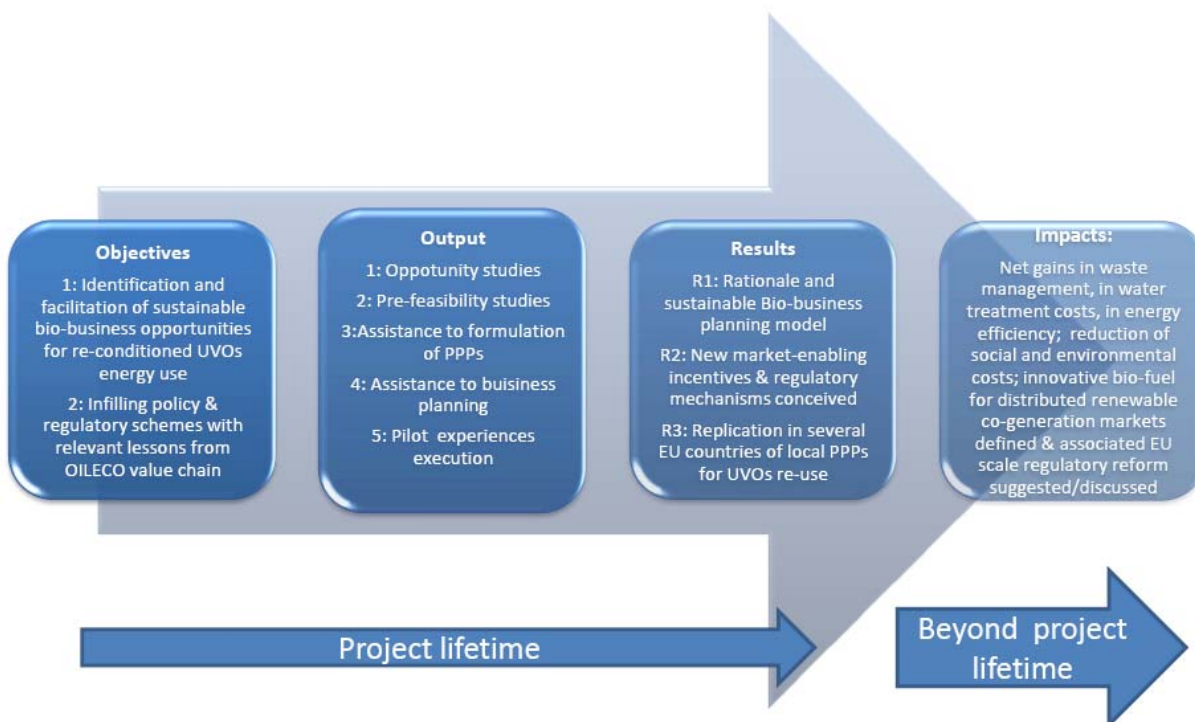 Objectives
1: Identification and
facilitation of sustainable
bio-business opportunities
for re-conditioned UVOs
energy use
2: Infilling policy &
regulatory schemes with
relevant lessons from
OILECO value chain
Output
1: Oppotunity studies
2: Pre-feasibility studies
3:Assistance to formulation
of PPPs
4: Assistance to buisiness
planning
5: Pilot experiences
execution
Results
R1: Rationale and
sustainable Bio-business
planning model
R2: New market-enabling
incentives & regulatory
mechanisms conceived
R3: Replication in several
EU countries of local PPPs
for UVOs re-use
Impacts:
Net gains in waste
management, in water
treatment costs, in energy
efficiency; reduction of
social and environmental
costs; innovative bio-fuel
for distributed renewable
co-generation markets
defined & associated EU
scale regulatory reform
suggested/discussed
Project lifetime
Beyond project
lifetime